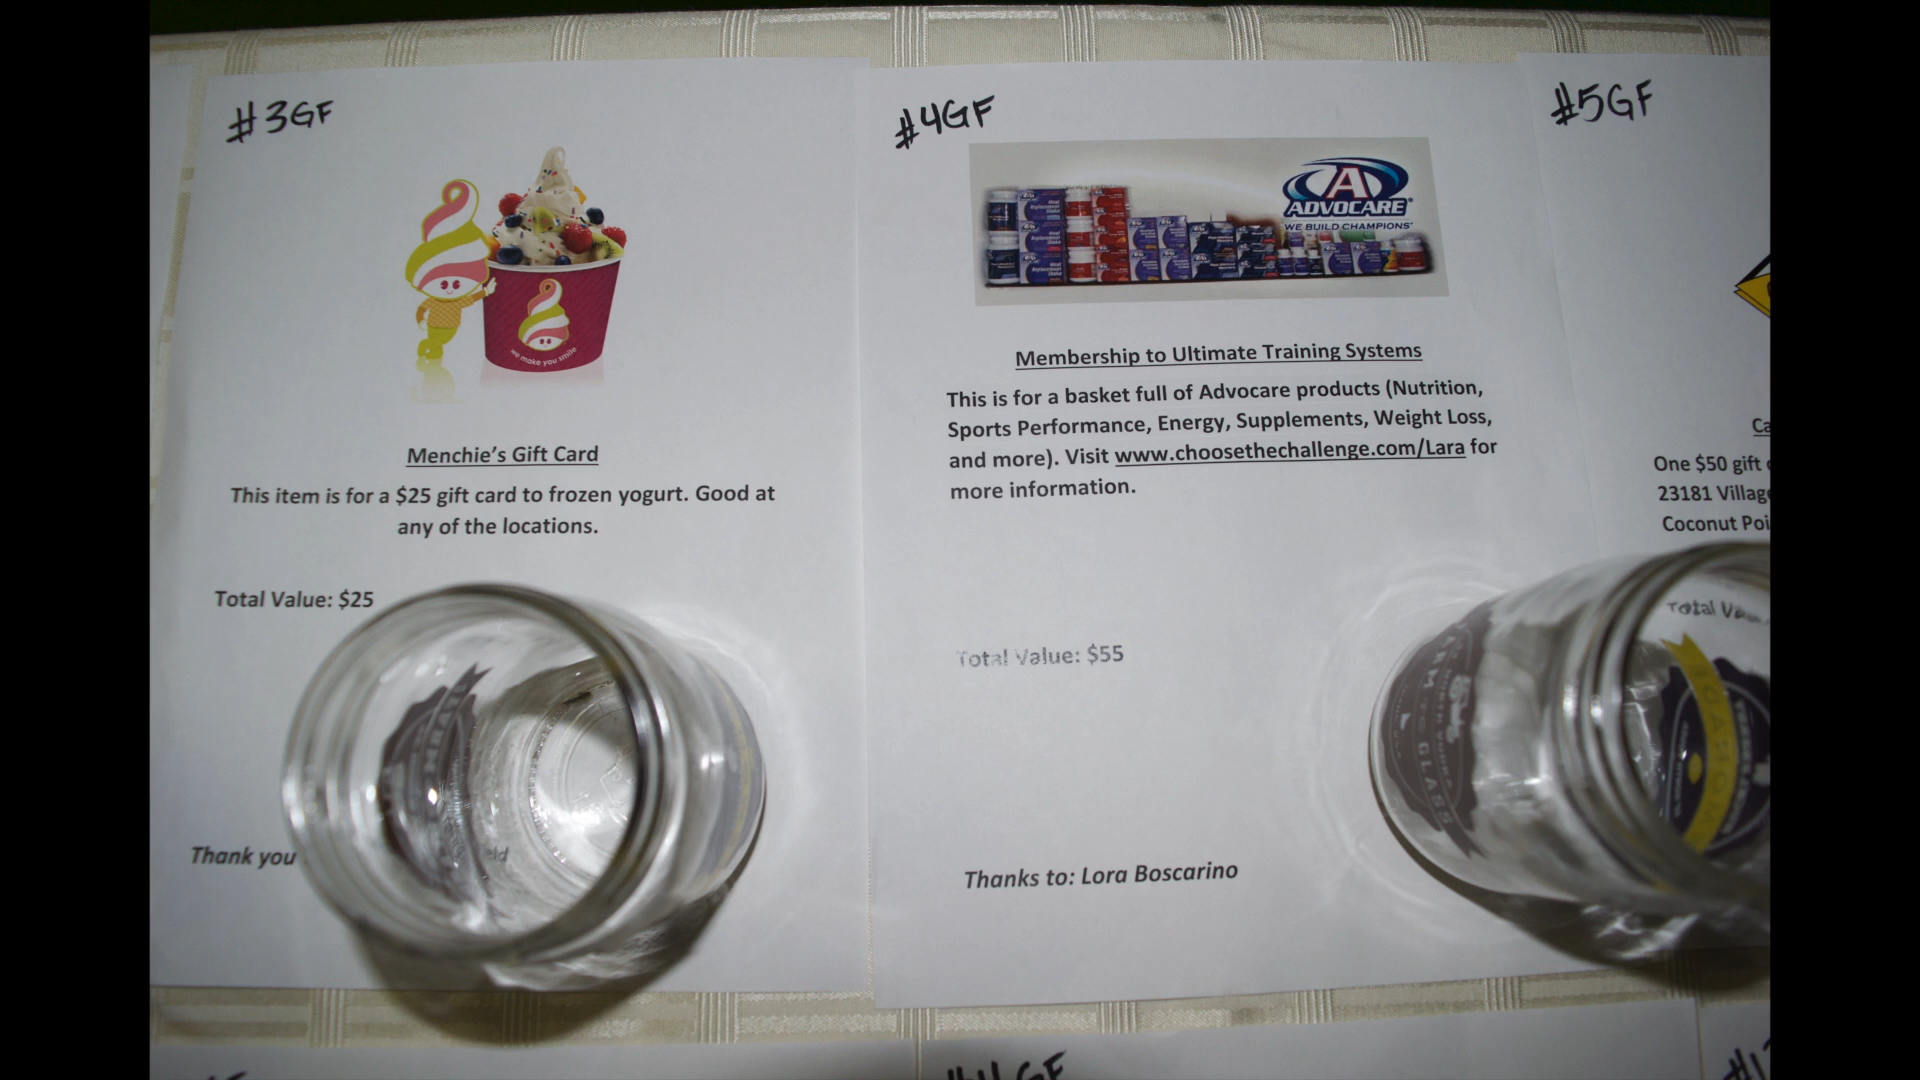 #3GF
we make you smile
Menchie's Gift Card
This item is for a $25 gift card to frozen yogurt. Good at
any of the locations.
Total Value: $25
Thank you
#4GF
A
ADVOCARE
WE BUILD CHAMPIONS
Membership to Ultimate Training Systems
This is for a basket full of Advocare products (Nutrition,
Sports Performance, Energy, Supplements, Weight Loss,
and more). Visit www.choosethechallenge.com/Lara for
more information.
Total Value: $55
Thanks to: Lora Boscarino
#5GF
One $50 gift
23181 Village
Coconut
Total
GLASS